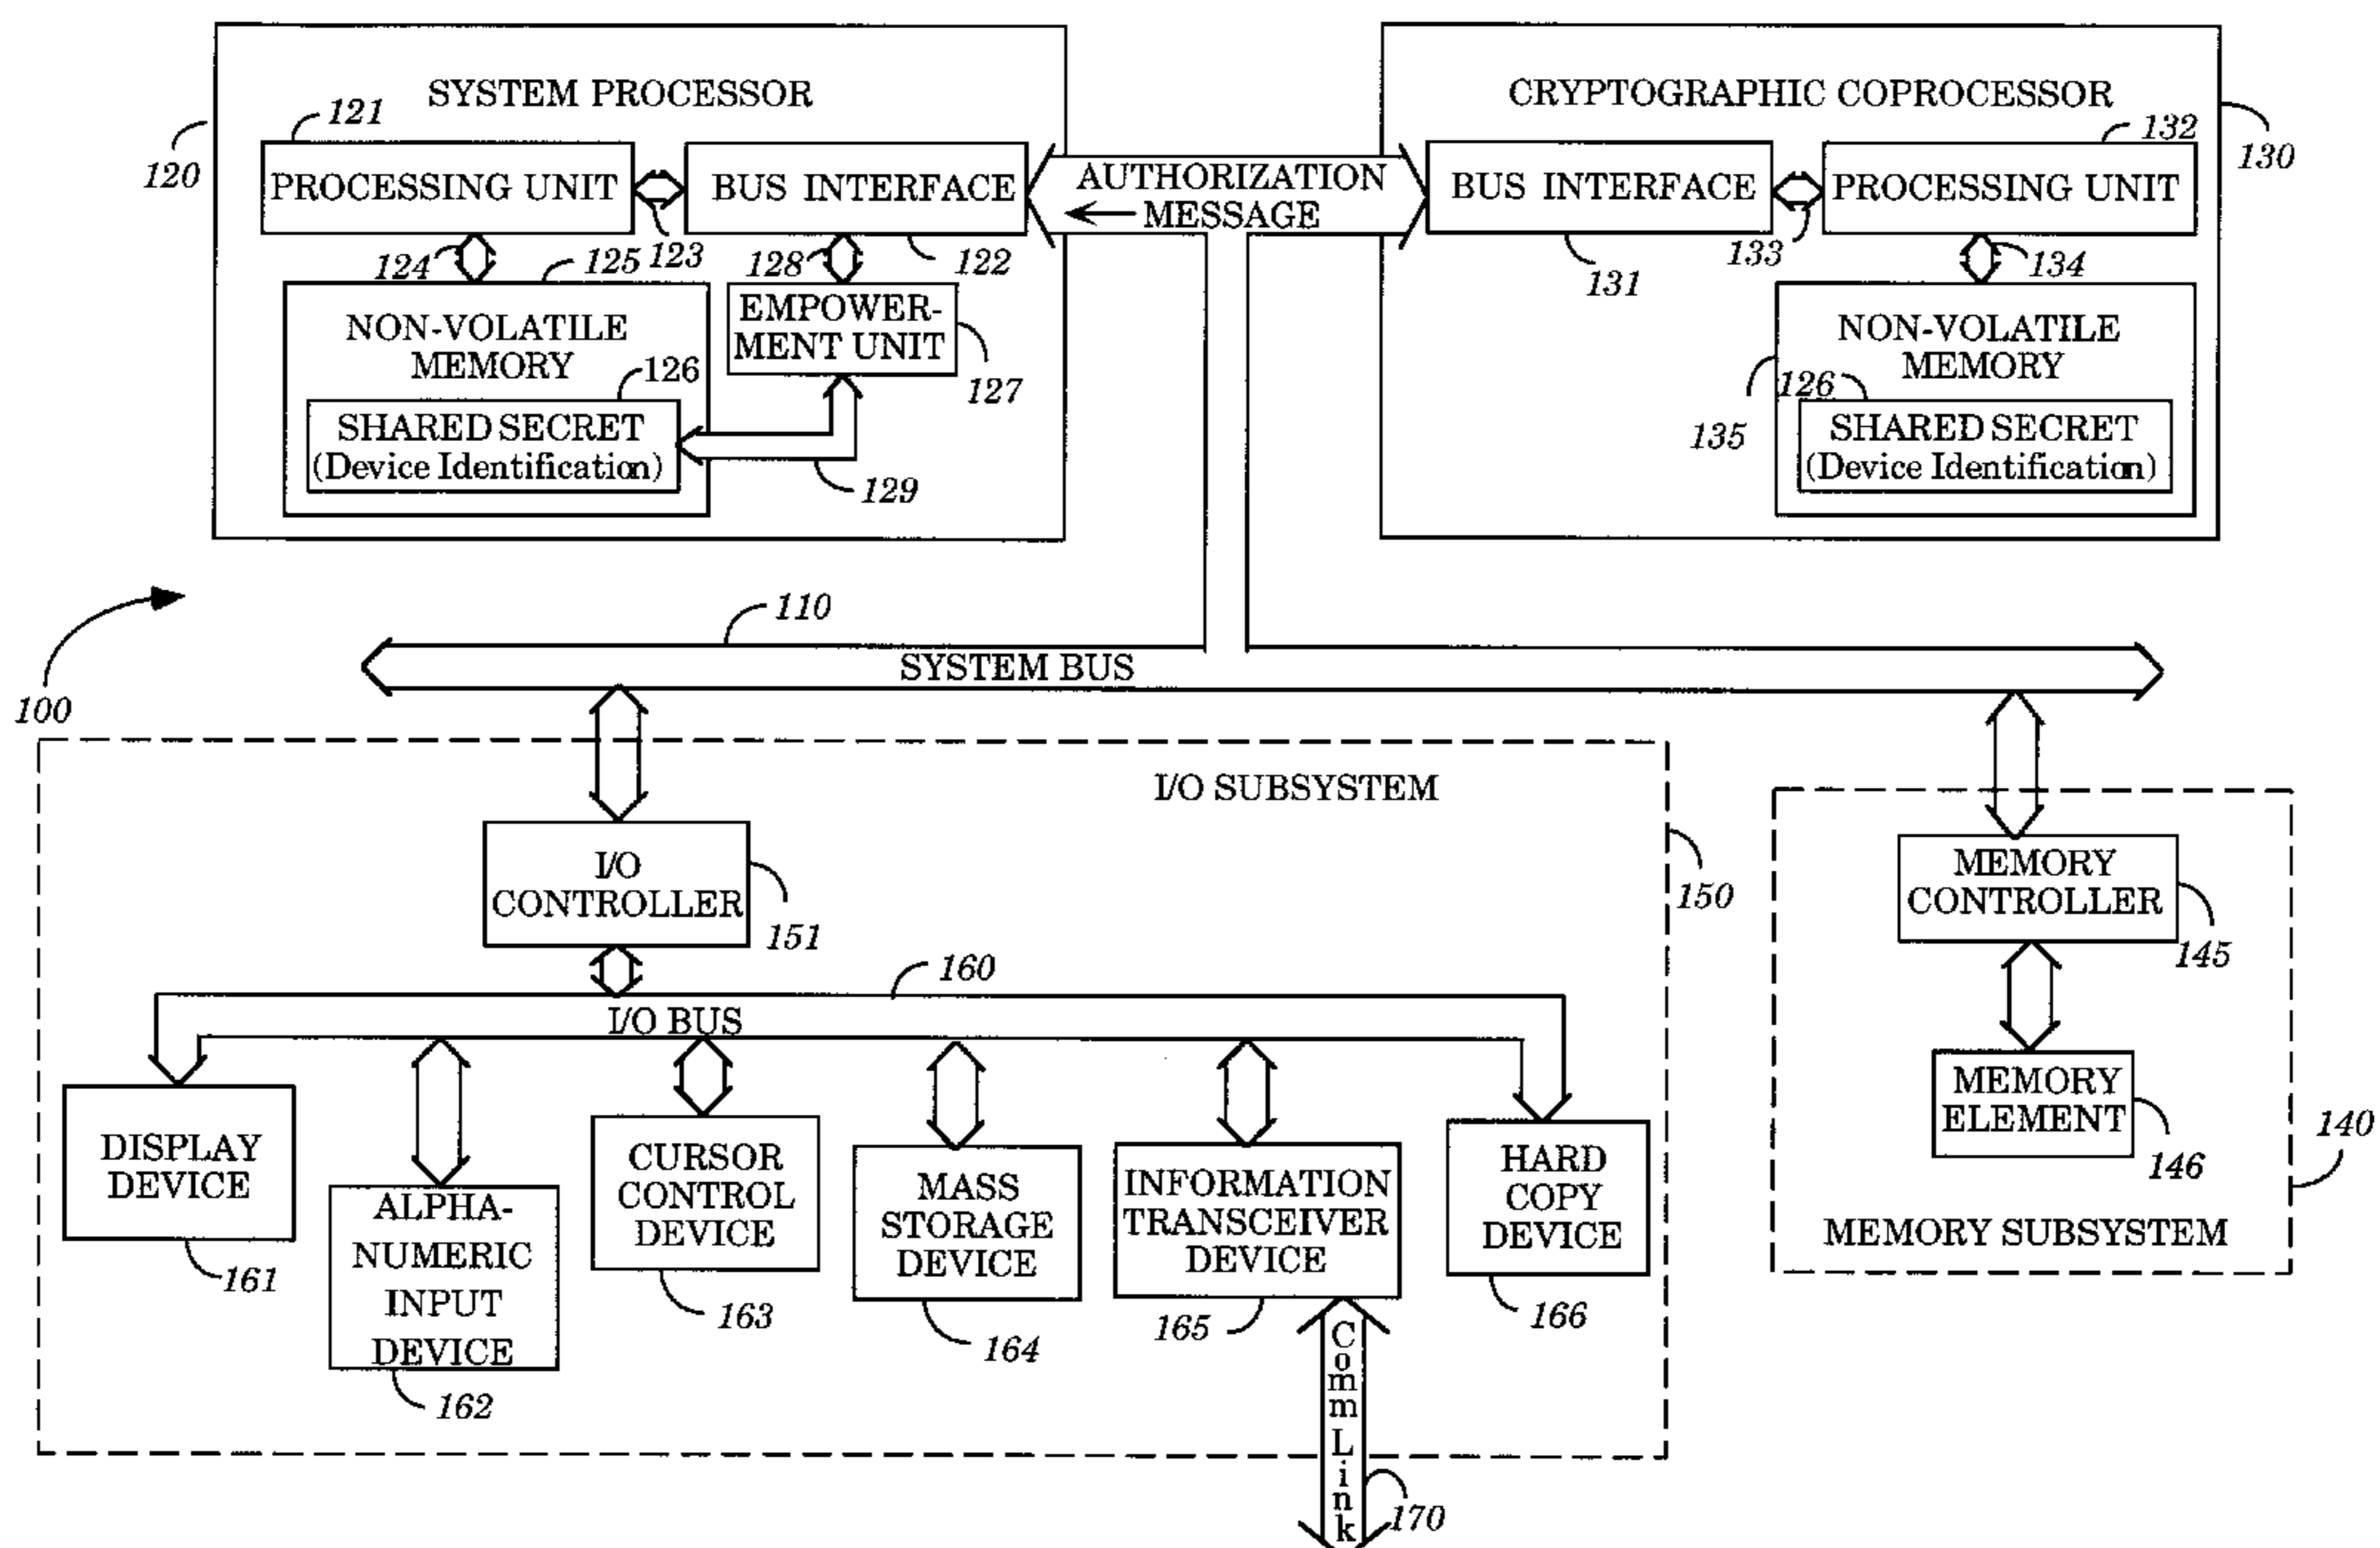 SYSTEM PROCESSOR
120
121
PROCESSING UNIT
123
BUS INTERFACE
122
124
125
NON-VOLATILE
MEMORY
126
SHARED SECRET
(Device Identification)
128
EMPOWER-
MENT UNIT
127
129
AUTHORIZATION
MESSAGE
CRYPTOGRAPHIC COPROCESSOR
130
BUS INTERFACE
131
133
132
PROCESSING UNIT
134
NON-VOLATILE
MEMORY
135
126
SHARED SECRET
(Device Identification)
100
110
SYSTEM BUS
I/O SUBSYSTEM
150
I/O
CONTROLLER
151
160
I/O BUS
DISPLAY
DEVICE
161
ALPHA-
NUMERIC
INPUT
DEVICE
162
CURSOR
CONTROL
DEVICE
163
MASS
STORAGE
DEVICE
164
INFORMATION
TRANSCEIVER
DEVICE
165
HARD
COPY
DEVICE
166
Comm Link
170
MEMORY
CONTROLLER
145
MEMORY
ELEMENT
146
MEMORY SUBSYSTEM
140